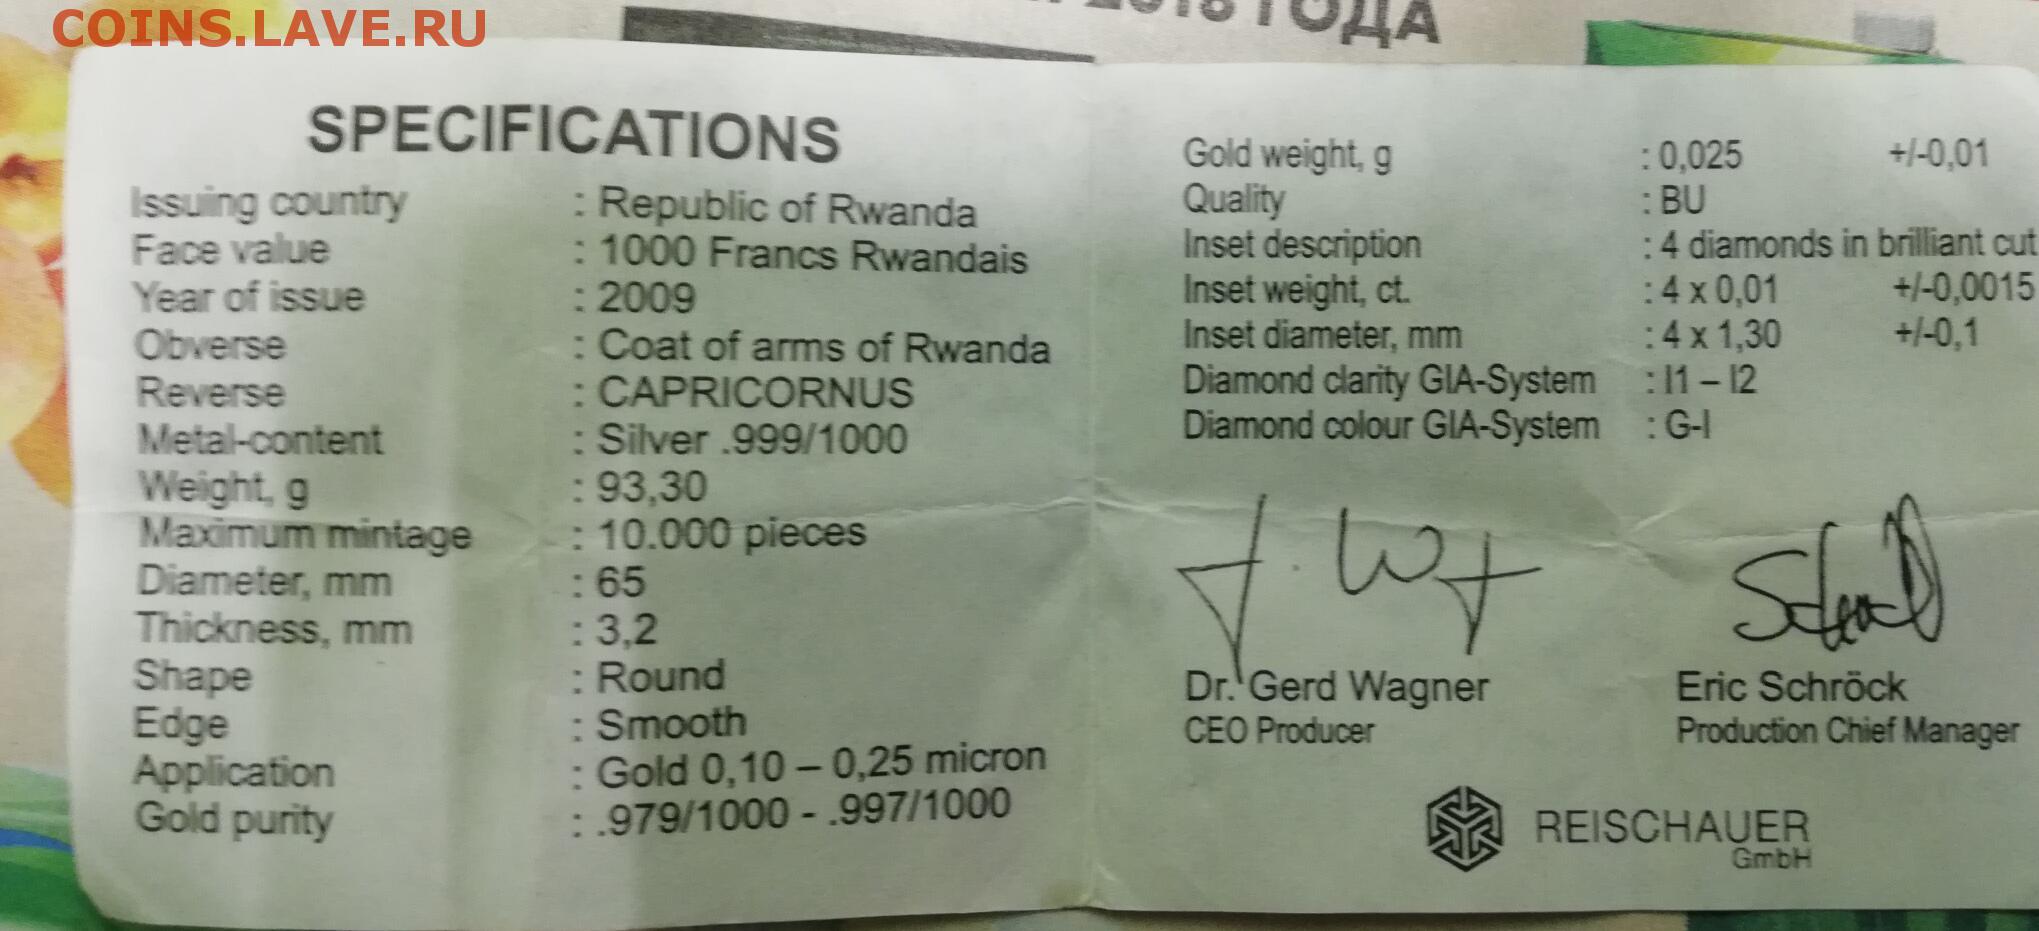 COINS.LAVE.RU
2018 ГОДА
SPECIFICATIONS
Issuing country : Republic of Rwanda
Face value : 1000 Francs Rwandais
Year of issue : 2009
Obverse : Coat of arms of Rwanda
Reverse : CAPRICORNUS
Metal-content : Silver .999/1000
Weight, g : 93,30
Maximum mintage : 10.000 pieces
Diameter, mm : 65
Thickness, mm : 3,2
Shape : Round
Edge : Smooth
Application : Gold 0,10 – 0,25 micron
Gold purity : .979/1000 - .997/1000
Gold weight, g : 0,025 +/-0,01
Quality : BU
Inset description : 4 diamonds in brilliant cut
Inset weight, ct. : 4 x 0,01 +/-0,0015
Inset diameter, mm : 4 x 1,30 +/-0,1
Diamond clarity GIA-System : I1 – I2
Diamond colour GIA-System : G-I
Dr. Gerd Wagner Eric Schröck
CEO Producer Production Chief Manager
REISCHAUER
GmbH